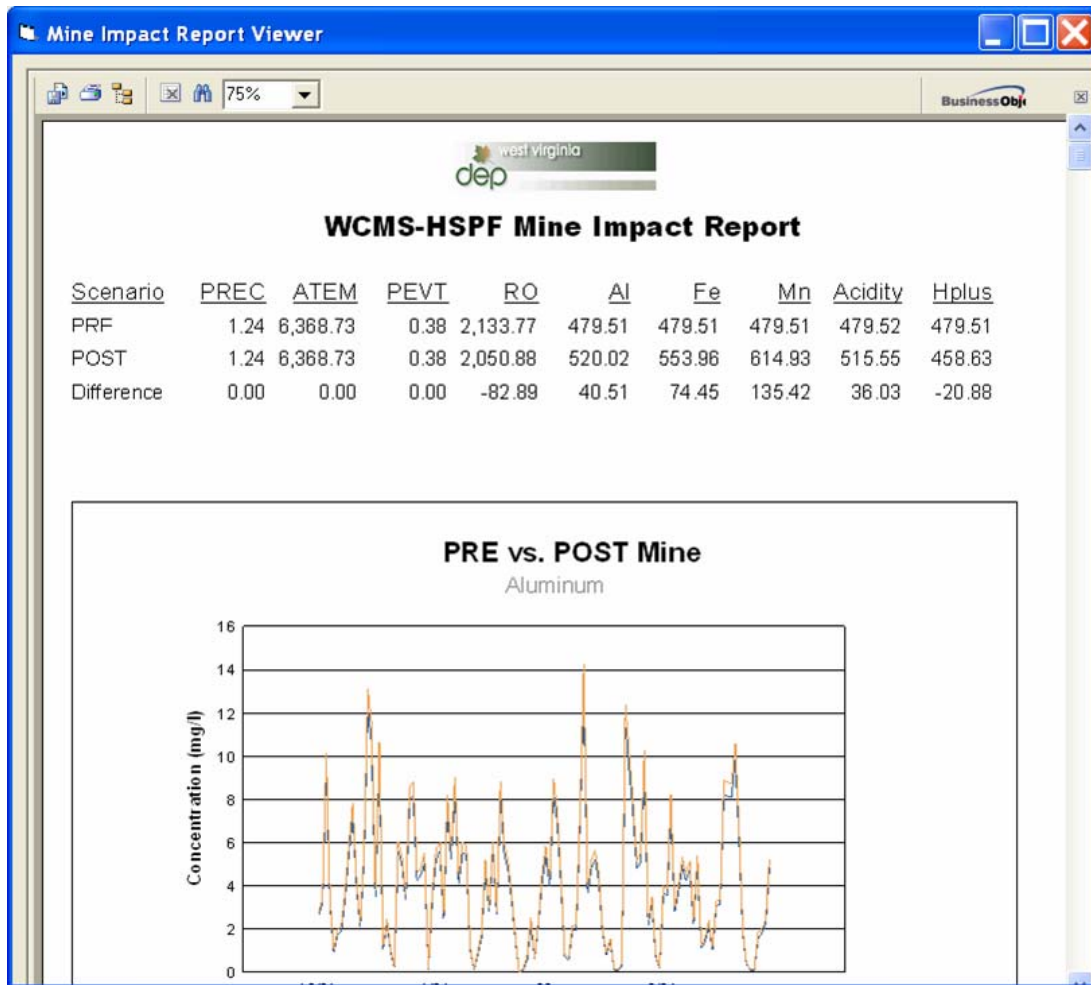 Mine Impact Report Viewer
75%
BusinessObje
west virginia
dep
WCMS-HSPF Mine Impact Report
Scenario PREC ATEM PEVT RO Al Fe Mn Acidity Hplus
PRE 1.24 6,368.73 0.38 2,133.77 479.51 479.51 479.51 479.52 479.51
POST 1.24 6,368.73 0.38 2,050.88 520.02 553.96 614.93 515.55 458.63
Difference 0.00 0.00 0.00 -82.89 40.51 74.45 135.42 36.03 -20.88
PRE vs. POST Mine
Aluminum
Concentration (mg/l)
16
14
12
10
8
6
4
2
0